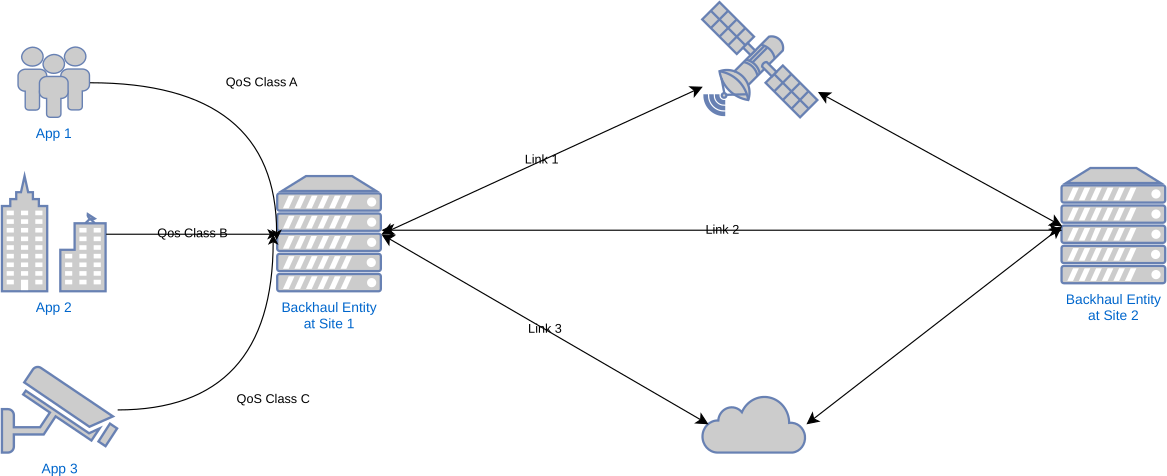 QoS Class A
App 1
Link 1
Qos Class B
Link 2
App 2
Backhaul Entity
at Site 1
Backhaul Entity
at Site 2
Link 3
QoS Class C
App 3